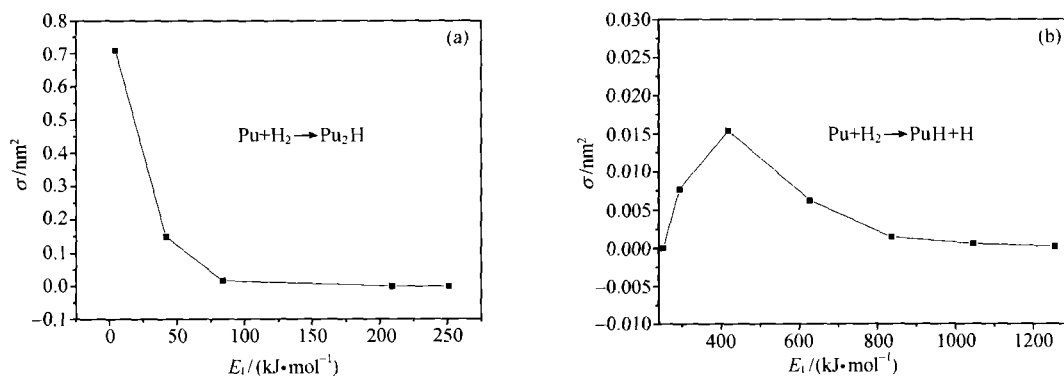 (a)
0.8
0.7
0.6
0.5
0.4
0.3
0.2
0.1
0.0
−0.1
σ/nm²
Pu+H₂→Pu₂H
0 50 100 150 200 250
Eₜ/(kJ•mol⁻¹)
(b)
0.030
0.025
0.020
0.015
0.010
0.005
0.000
−0.005
−0.010
σ/nm²
Pu+H₂→PuH+H
400 600 800 1000 1200
Eₜ/(kJ•mol⁻¹)